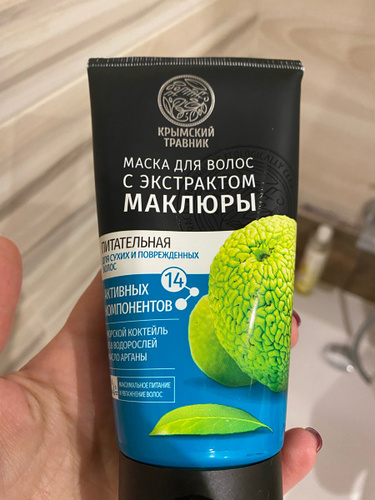 КРЫМСКИЙ
ТРАВНИК
МАСКА ДЛЯ ВОЛОС
С ЭКСТРАКТОМ
МАКЛЮРЫ
ПИТАТЕЛЬНАЯ
ДЛЯ СУХИХ И ПОВРЕЖДЕННЫХ
ВОЛОС
14
АКТИВНЫХ
КОМПОНЕНТОВ
МОРСКОЙ КОКТЕЙЛЬ
ВОДОРОСЛЕЙ
МАСЛО АРГАНЫ
МАКСИМАЛЬНОЕ ПИТАНИЕ
И УВЛАЖНЕНИЕ ВОЛОС